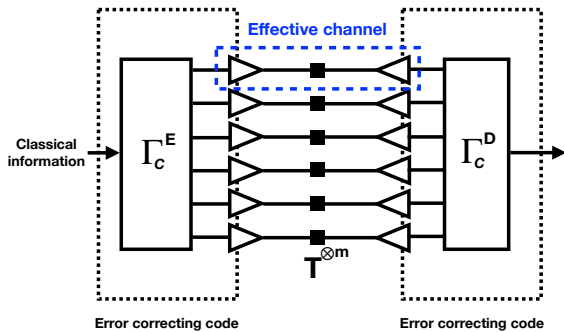 Effective channel
Classical
information
Γ_C^E
Γ_C^D
T^{⊗m}
Error correcting code
Error correcting code